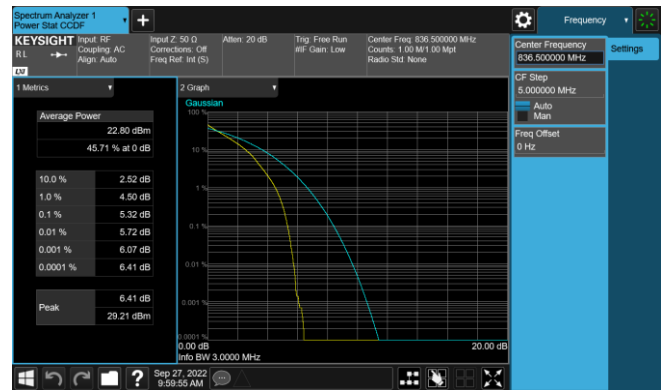 Spectrum Analyzer 1
Power Stat CCDF
Frequency
KEYSIGHT
Input: RF
Input Z: 50 Ω
Atten: 20 dB
Trig: Free Run
Center Freq: 836.500000 MHz
R L
Coupling: AC
Corrections: Off
#IF Gain: Low
Counts: 1.00 M/1.00 Mpt
Align: Auto
Freq Ref: Int (S)
Radio Std: None
LXI
Center Frequency
836.500000 MHz
Settings
CF Step
5.000000 MHz
Auto
Man
Freq Offset
0 Hz
1 Metrics
Average Power
22.80 dBm
45.71 % at 0 dB
10.0 % 2.52 dB
1.0 % 4.50 dB
0.1 % 5.32 dB
0.01 % 5.72 dB
0.001 % 6.07 dB
0.0001 % 6.41 dB
Peak
6.41 dB
29.21 dBm
2 Graph
Gaussian
100 %
10 %
1 %
0.1 %
0.01 %
0.001 %
0.0001 %
0.00 dB
20.00 dB
Info BW 3.0000 MHz
Sep 27, 2022
9:59:55 AM